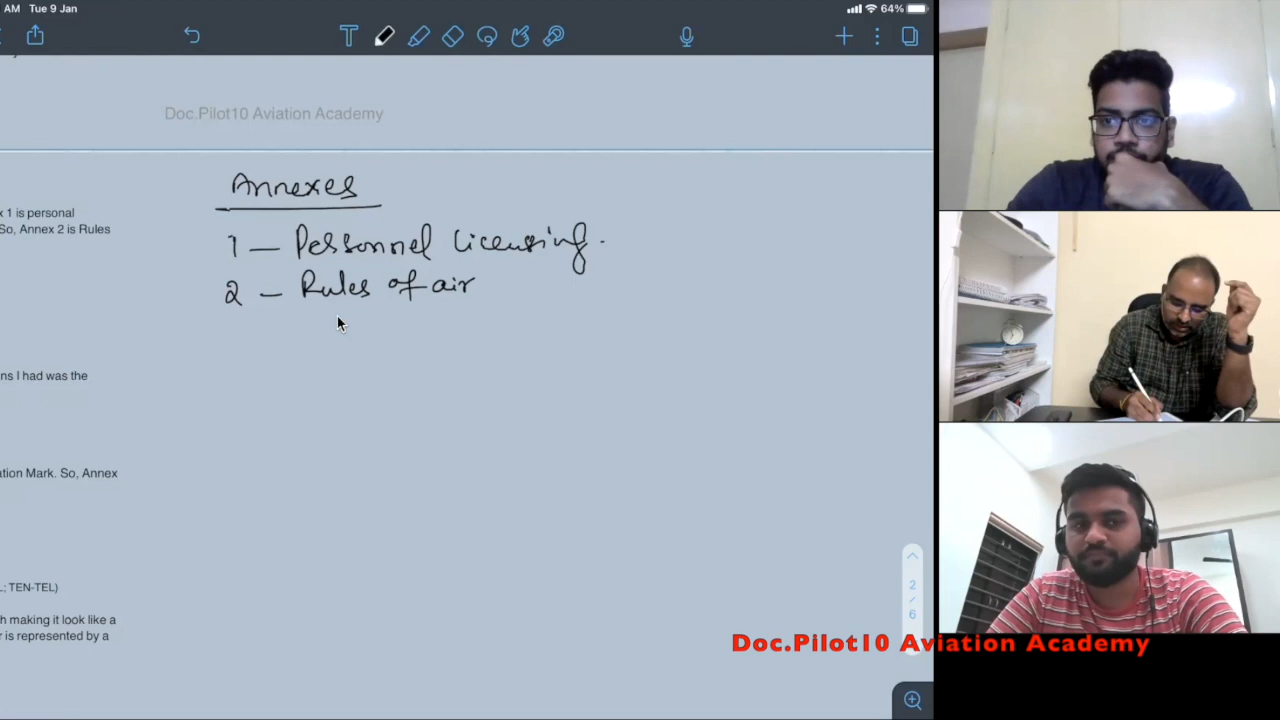 AM Tue 9 Jan
64%
Doc.Pilot10 Aviation Academy
x 1 is personal
So, Annex 2 is Rules
ns I had was the
ation Mark. So, Annex
L; TEN-TEL)
h making it look like a
r is represented by a
Annexes
1 — Personnel licensing.
2 — Rules of air
2
/
6
Doc.Pilot10 Aviation Academy